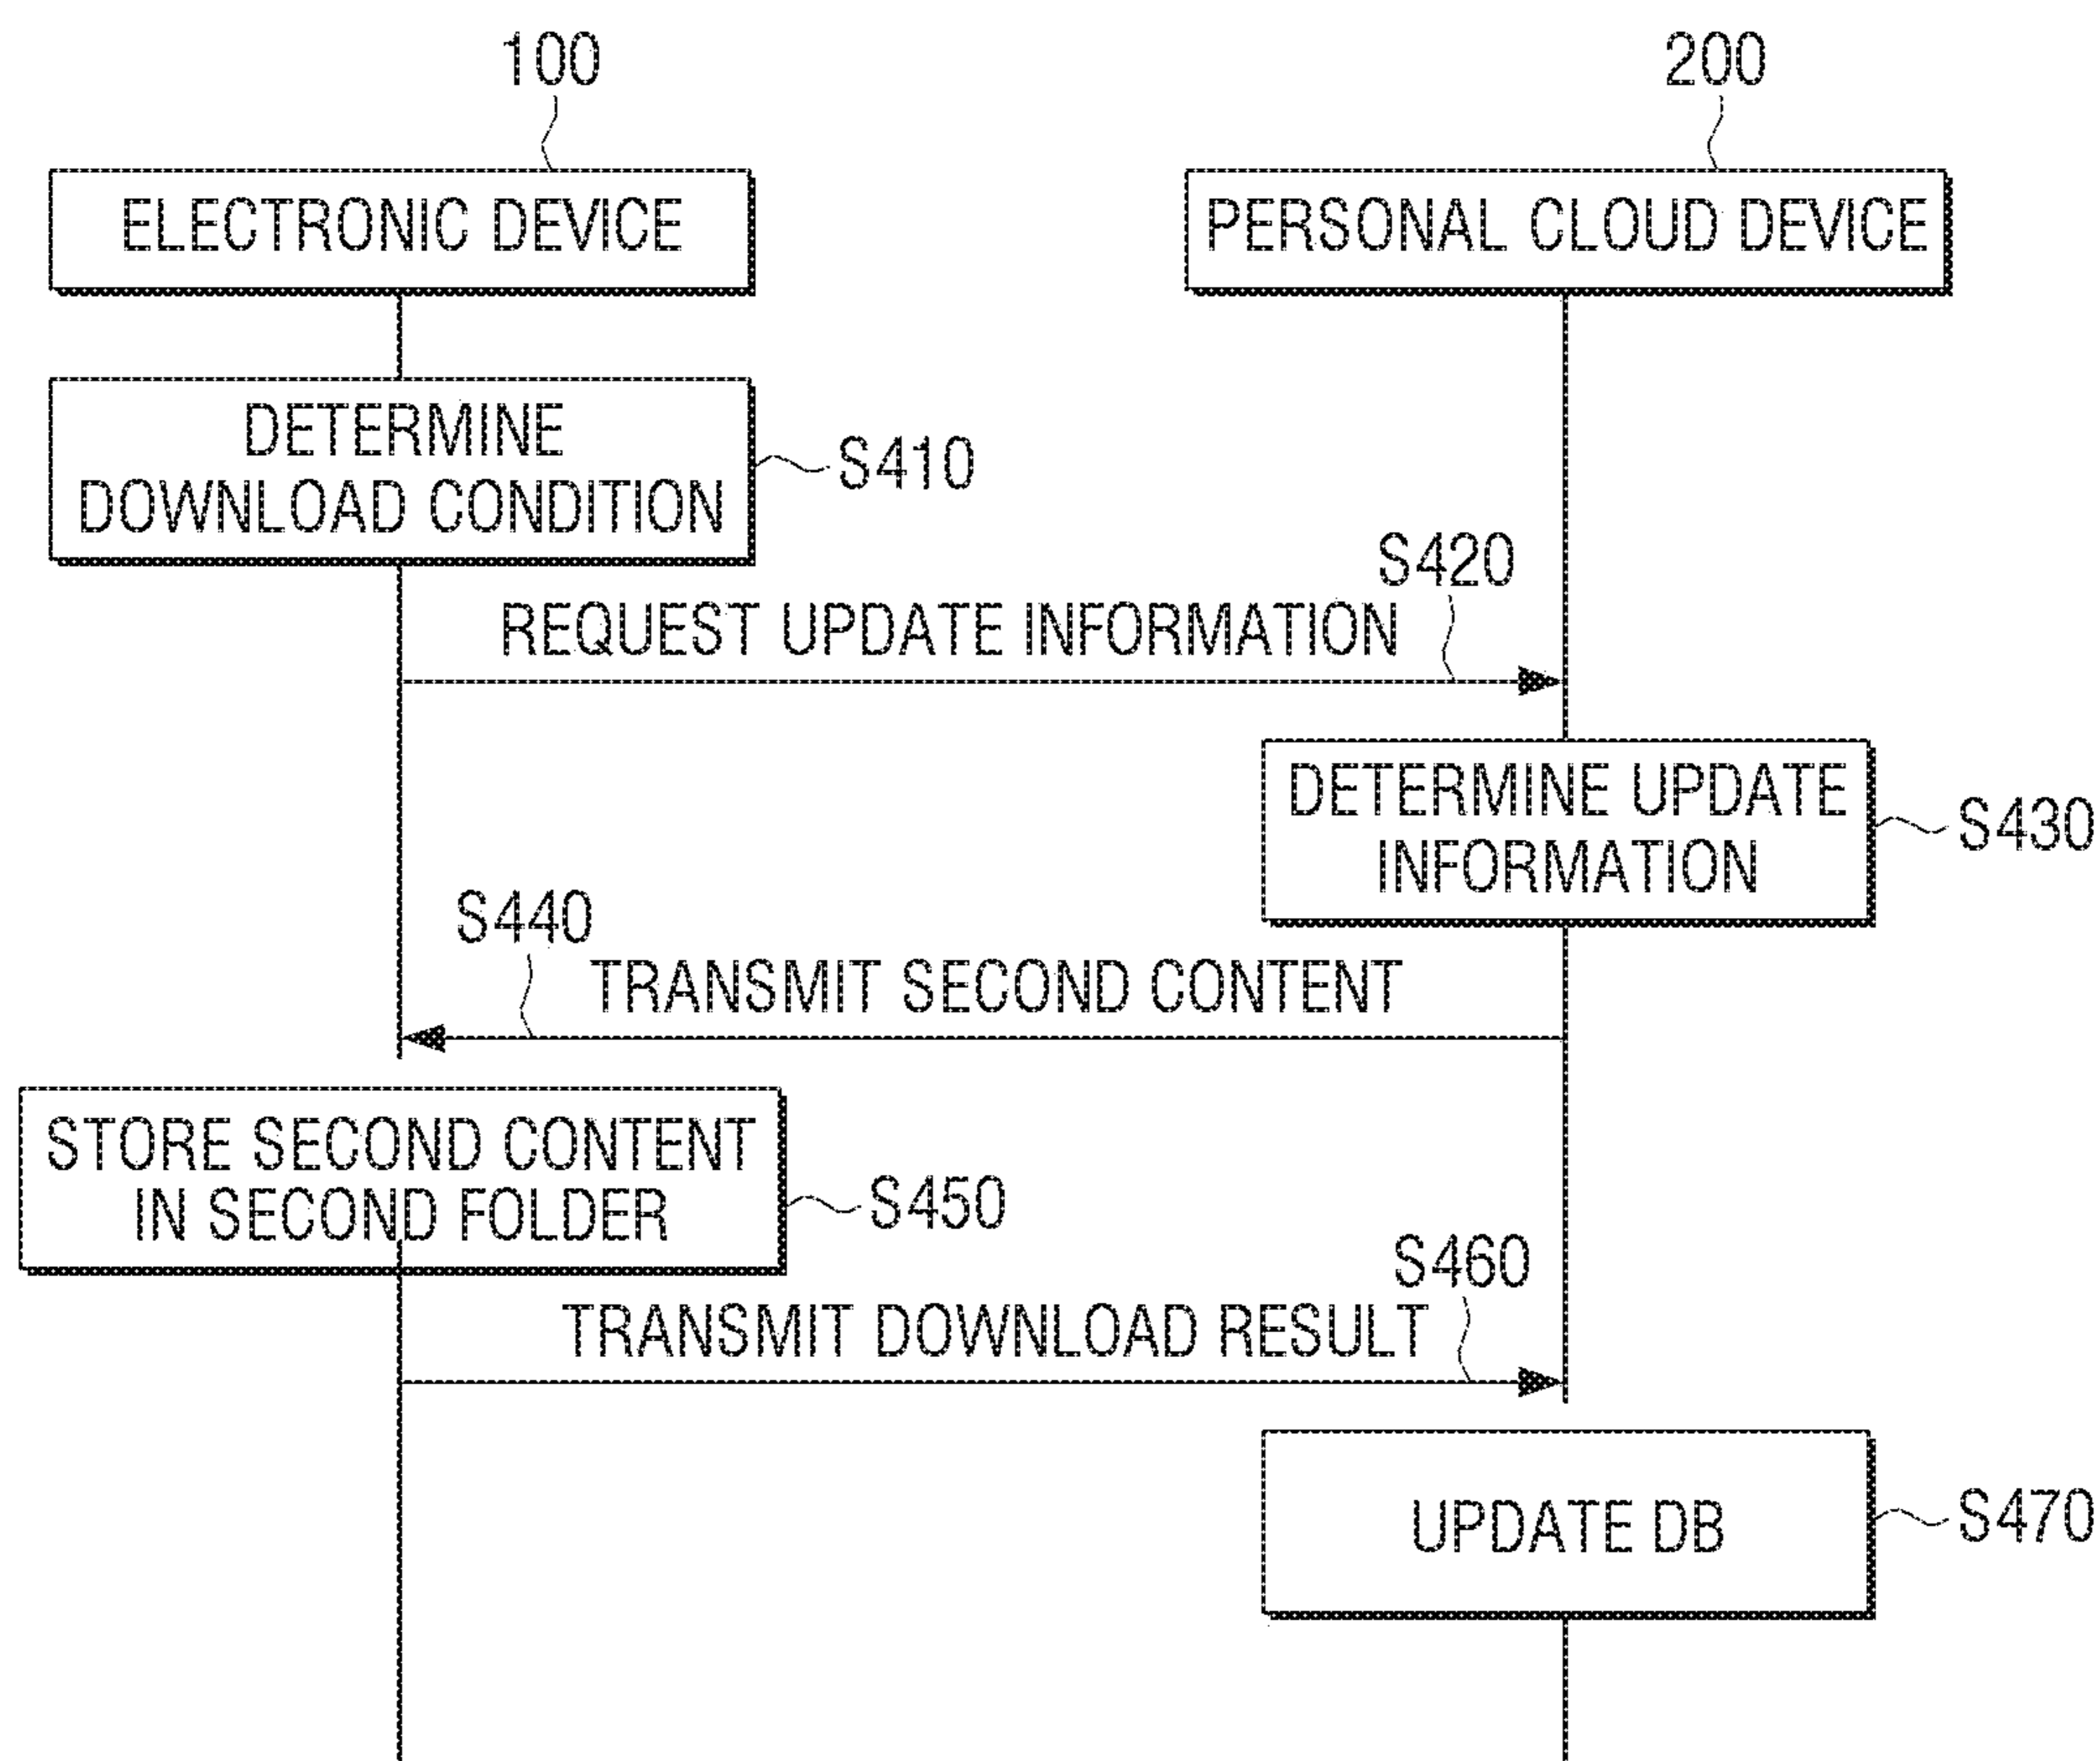 100
200
ELECTRONIC DEVICE
PERSONAL CLOUD DEVICE
DETERMINE
DOWNLOAD CONDITION
S410
S420
REQUEST UPDATE INFORMATION
DETERMINE UPDATE
INFORMATION
S430
S440
TRANSMIT SECOND CONTENT
STORE SECOND CONTENT
IN SECOND FOLDER
S450
S460
TRANSMIT DOWNLOAD RESULT
UPDATE DB
S470